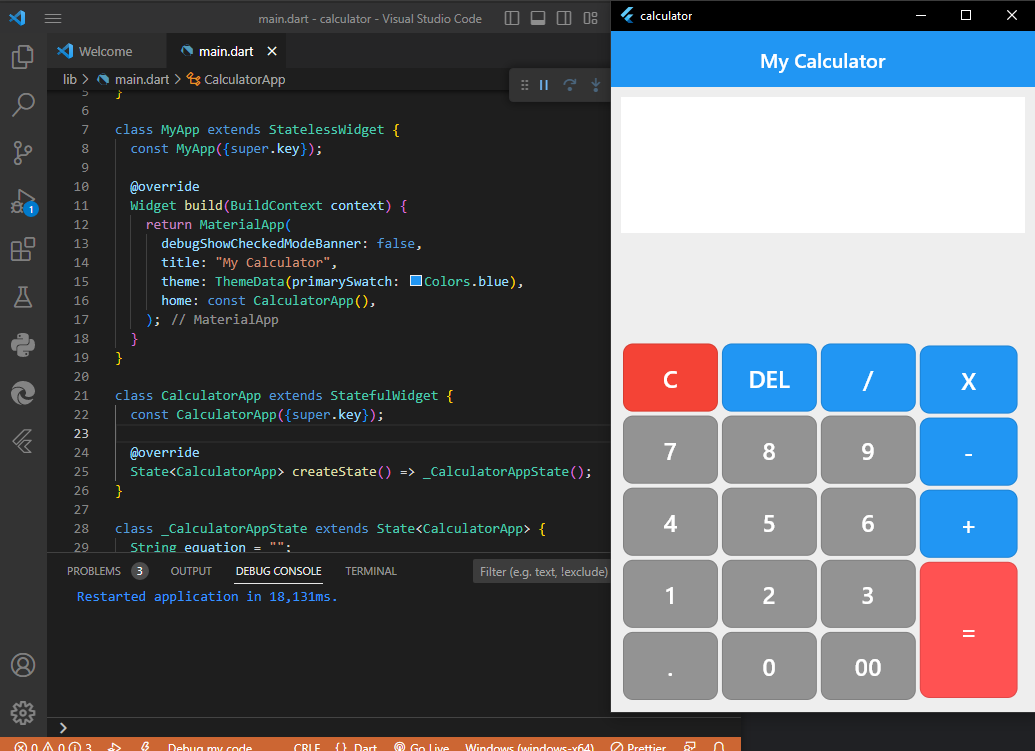 main.dart - calculator - Visual Studio Code
Welcome
main.dart
lib > main.dart > CalculatorApp
5 }
6
7 class MyApp extends StatelessWidget {
8 const MyApp({super.key});
9
10 @override
11 Widget build(BuildContext context) {
12 return MaterialApp(
13 debugShowCheckedModeBanner: false,
14 title: "My Calculator",
15 theme: ThemeData(primarySwatch: Colors.blue),
16 home: const CalculatorApp(),
17 ); // MaterialApp
18 }
19 }
20
21 class CalculatorApp extends StatefulWidget {
22 const CalculatorApp({super.key});
23
24 @override
25 State<CalculatorApp> createState() => _CalculatorAppState();
26 }
27
28 class _CalculatorAppState extends State<CalculatorApp> {
29 String equation = "";
1
PROBLEMS 3 OUTPUT DEBUG CONSOLE TERMINAL Filter (e.g. text, !exclude)
Restarted application in 18,131ms.
>
0 0 3 Debug my code CRLF {} Dart Go Live Windows (windows-x64) Prettier
calculator
My Calculator
C DEL / X
7 8 9 -
4 5 6 +
1 2 3 =
. 0 00